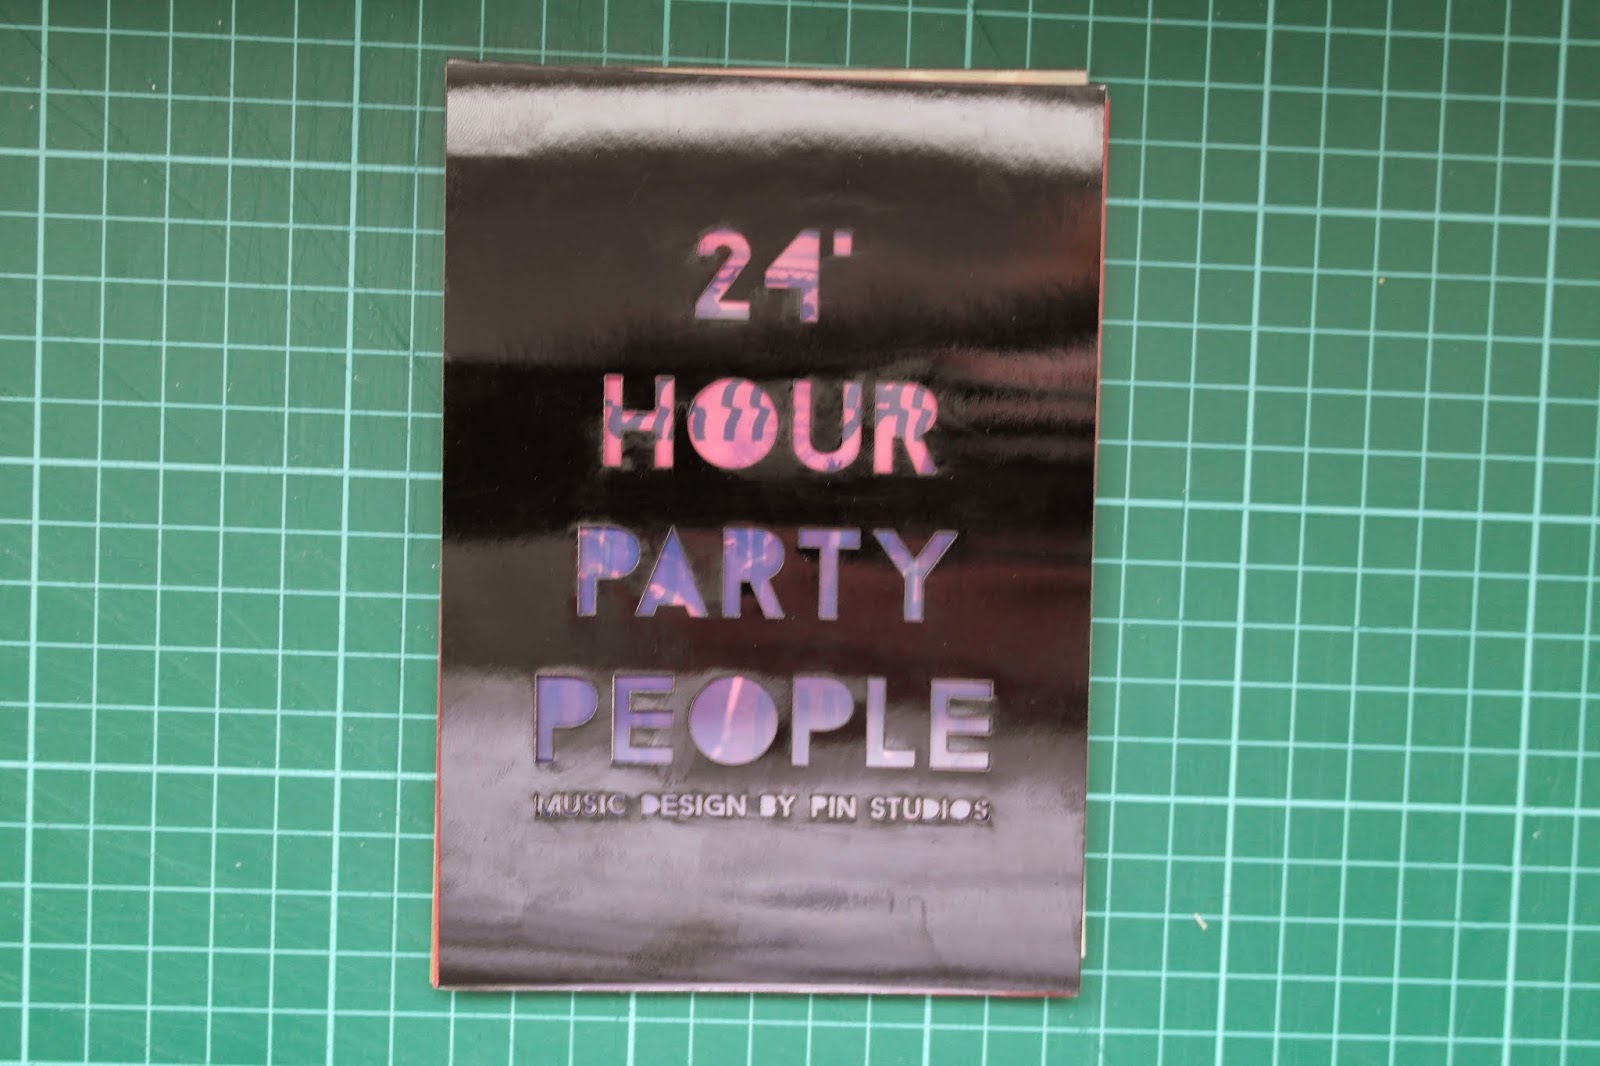 24'
HOUR
PARTY
PEOPLE
MUSIC DESIGN BY PIN STUDIOS